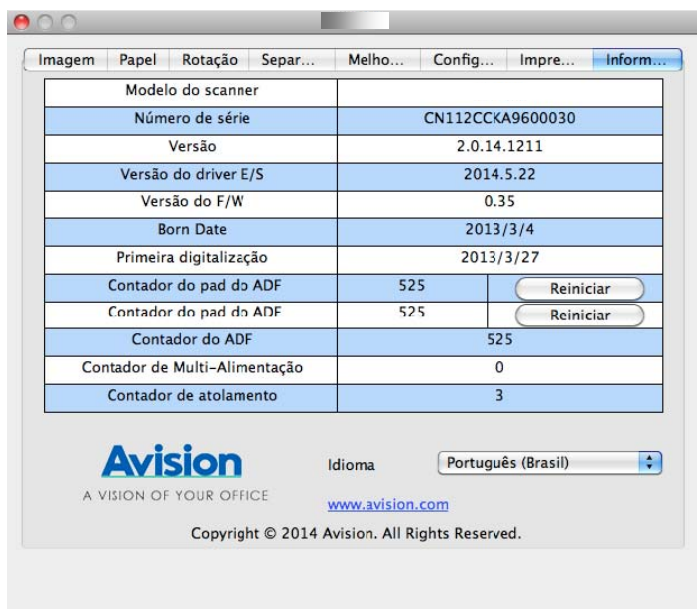 Imagem Papel Rotação Separ... Melho... Config... Impre... Inform...
Modelo do scanner
Número de série CN112CCKA9600030
Versão 2.0.14.1211
Versão do driver E/S 2014.5.22
Versão do F/W 0.35
Born Date 2013/3/4
Primeira digitalização 2013/3/27
Contador do pad do ADF 525 Reiniciar
Contador do pad do ADF 525 Reiniciar
Contador do ADF 525
Contador de Multi-Alimentação 0
Contador de atolamento 3
Avision
A VISION OF YOUR OFFICE
Idioma Português (Brasil)
www.avision.com
Copyright © 2014 Avision. All Rights Reserved.